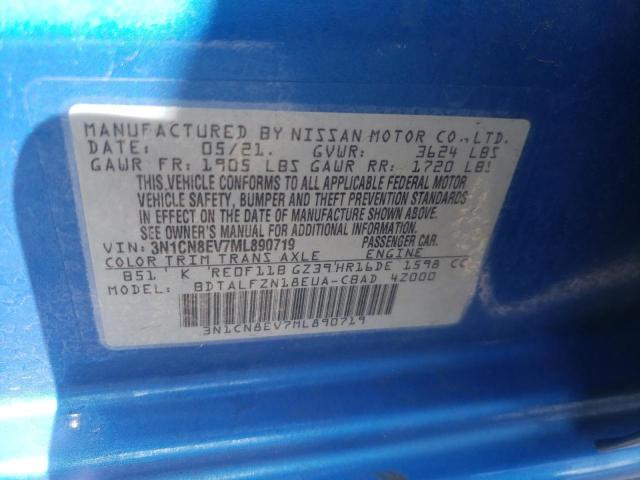 MANUFACTURED BY NISSAN MOTOR CO., LTD.
DATE: 05/21. GVWR: 3624 LBS
GAWR FR: 1905 LBS GAWR RR: 1720 LBS
THIS VEHICLE CONFORMS TO ALL APPLICABLE FEDERAL MOTOR
VEHICLE SAFETY, BUMPER AND THEFT PREVENTION STANDARDS
IN EFFECT ON THE DATE OF MANUFACTURE SHOWN ABOVE.
SEE OWNER'S MANUAL FOR ADDITIONAL INFORMATION.
VIN: 3N1CN8EV7ML890719 PASSENGER CAR.
COLOR TRIM TRANS AXLE ENGINE
B51 K RE0F11B GZ39 HR16DE 1598 CC
MODEL: BDTALFZN18EUA-CBAD 4Z000
3N1CN8EV7ML890719